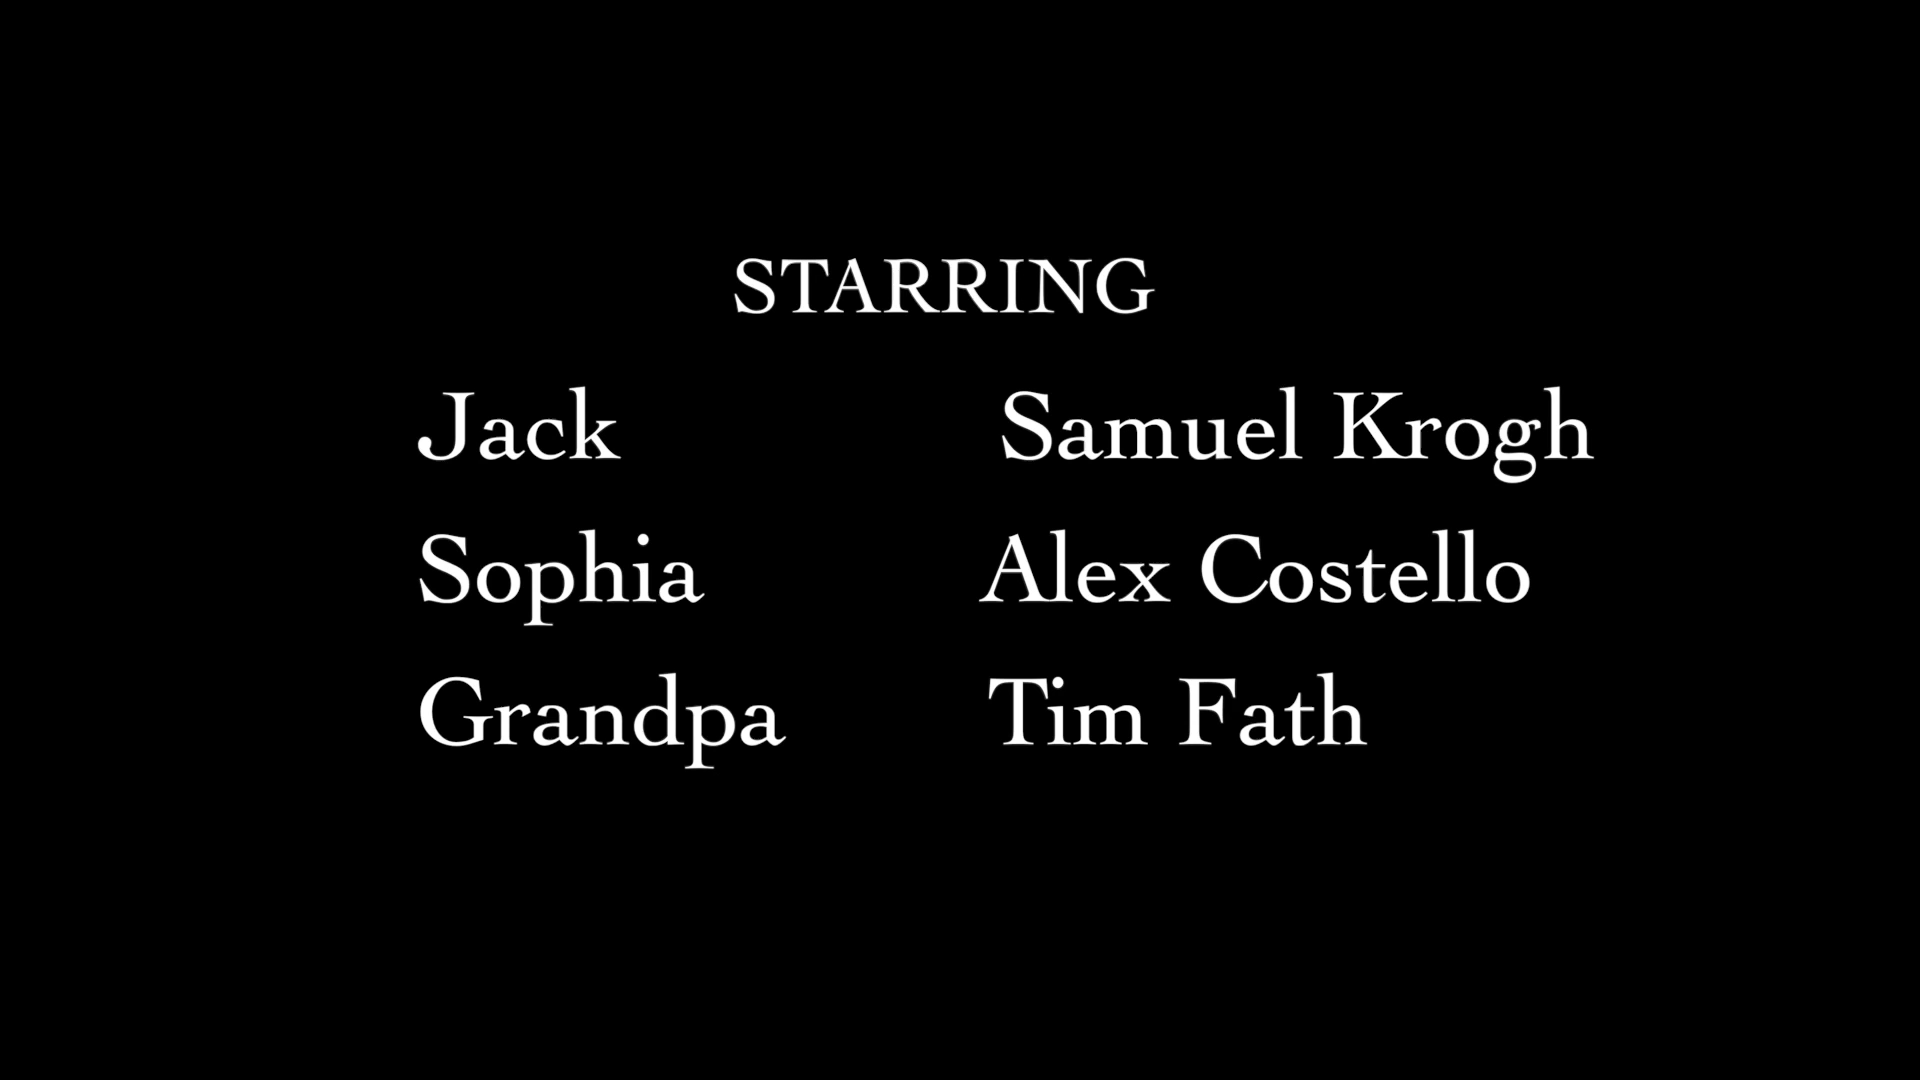 STARRING
Jack Samuel Krogh
Sophia Alex Costello
Grandpa Tim Fath